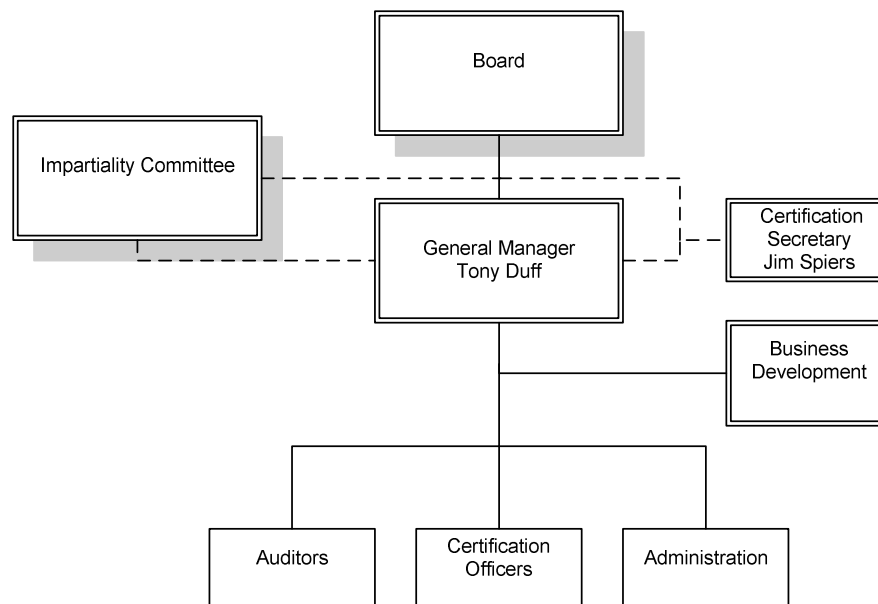 Board
Impartiality Committee
General Manager
Tony Duff
Certification
Secretary
Jim Spiers
Business
Development
Auditors
Certification
Officers
Administration